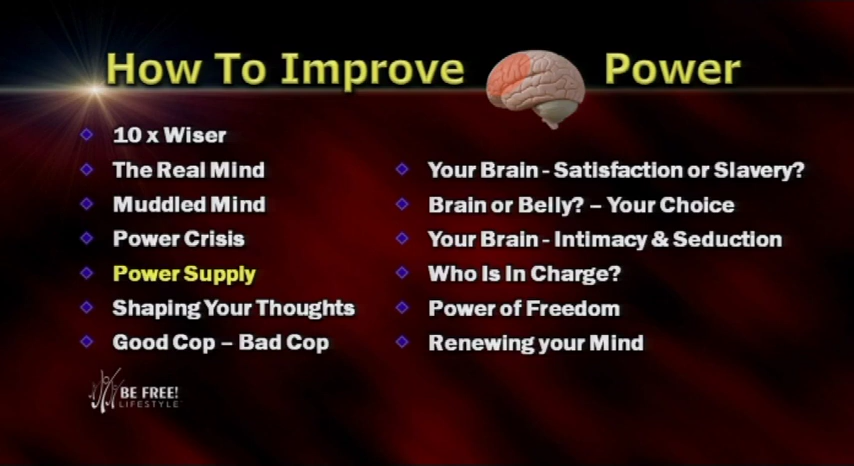 How To Improve Power
10 x Wiser
The Real Mind
Muddled Mind
Power Crisis
Power Supply
Shaping Your Thoughts
Good Cop – Bad Cop
Your Brain - Satisfaction or Slavery?
Brain or Belly? – Your Choice
Your Brain - Intimacy & Seduction
Who Is In Charge?
Power of Freedom
Renewing your Mind
BE FREE!
LIFESTYLE